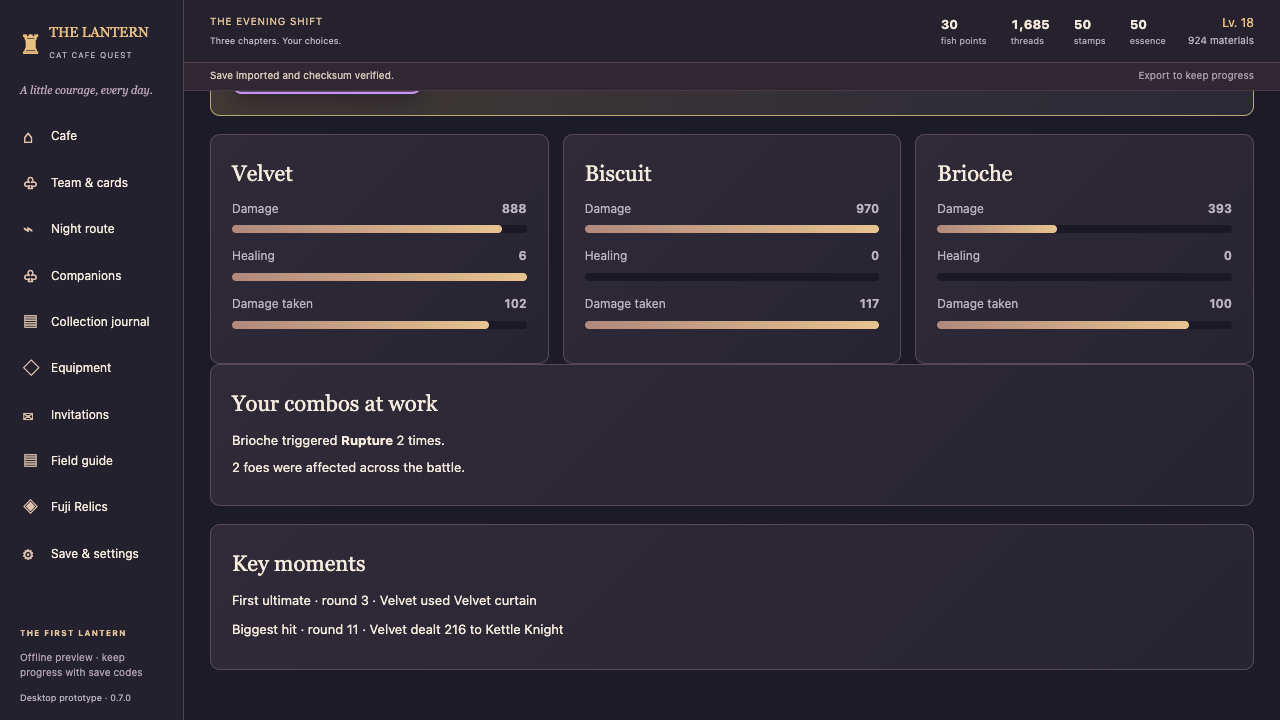 THE LANTERN
CAT CAFE QUEST
A little courage, every day.
Cafe
Team & cards
Night route
Companions
Collection journal
Equipment
Invitations
Field guide
Fuji Relics
Save & settings
THE FIRST LANTERN
Offline preview · keep
progress with save codes
Desktop prototype · 0.7.0
THE EVENING SHIFT
Three chapters. Your choices.
30
fish points
1,685
threads
50
stamps
50
essence
Lv. 18
924 materials
Save imported and checksum verified.
Export to keep progress
Velvet
Damage 888
Healing 6
Damage taken 102
Biscuit
Damage 970
Healing 0
Damage taken 117
Brioche
Damage 393
Healing 0
Damage taken 100
Your combos at work
Brioche triggered Rupture 2 times.
2 foes were affected across the battle.
Key moments
First ultimate · round 3 · Velvet used Velvet curtain
Biggest hit · round 11 · Velvet dealt 216 to Kettle Knight